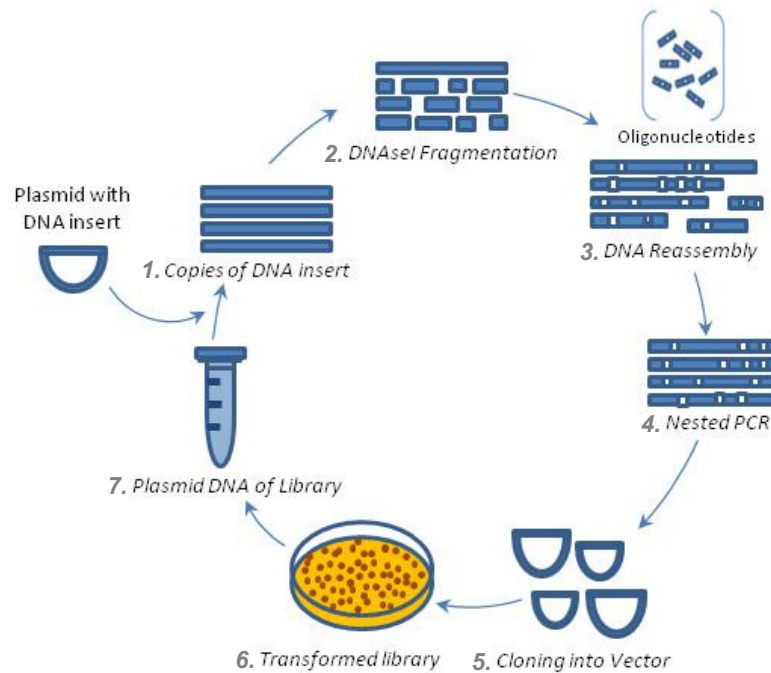 Plasmid with
DNA insert
1. Copies of DNA insert
2. DNAseI Fragmentation
Oligonucleotides
3. DNA Reassembly
4. Nested PCR
5. Cloning into Vector
6. Transformed library
7. Plasmid DNA of Library